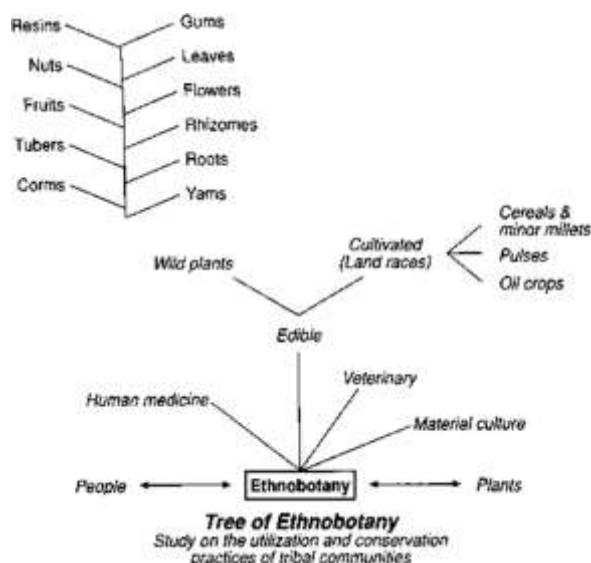 Resins
Gums
Nuts
Leaves
Fruits
Flowers
Rhizomes
Tubers
Roots
Corms
Yams
Wild plants
Cultivated
(Land races)
Cereals &
minor millets
Pulses
Oil crops
Edible
Human medicine
Veterinary
Material culture
People
Ethnobotany
Plants
Tree of Ethnobotany
Study on the utilization and conservation
practices of tribal communities